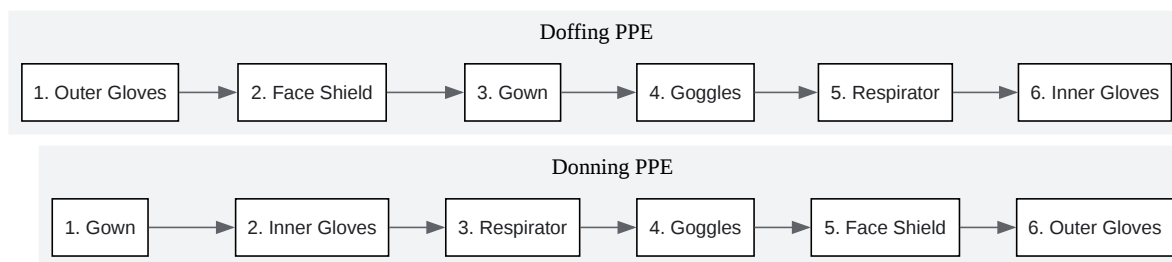 Doffing PPE
1. Outer Gloves
2. Face Shield
3. Gown
4. Goggles
5. Respirator
6. Inner Gloves
Donning PPE
1. Gown
2. Inner Gloves
3. Respirator
4. Goggles
5. Face Shield
6. Outer Gloves